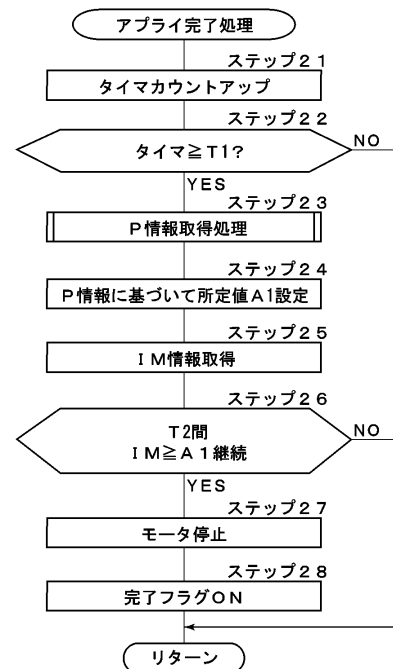 アプライ完了処理
ステップ21
タイマカウントアップ
ステップ22
タイマ≧T1?
NO
YES
ステップ23
P情報取得処理
ステップ24
P情報に基づいて所定値A1設定
ステップ25
IM情報取得
ステップ26
T2間
IM≧A1継続
NO
YES
ステップ27
モータ停止
ステップ28
完了フラグON
リターン